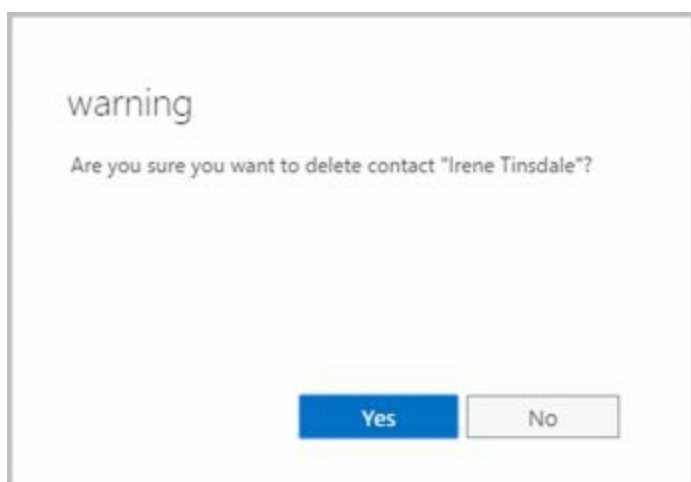 warning
Are you sure you want to delete contact "Irene Tinsdale"?
Yes No